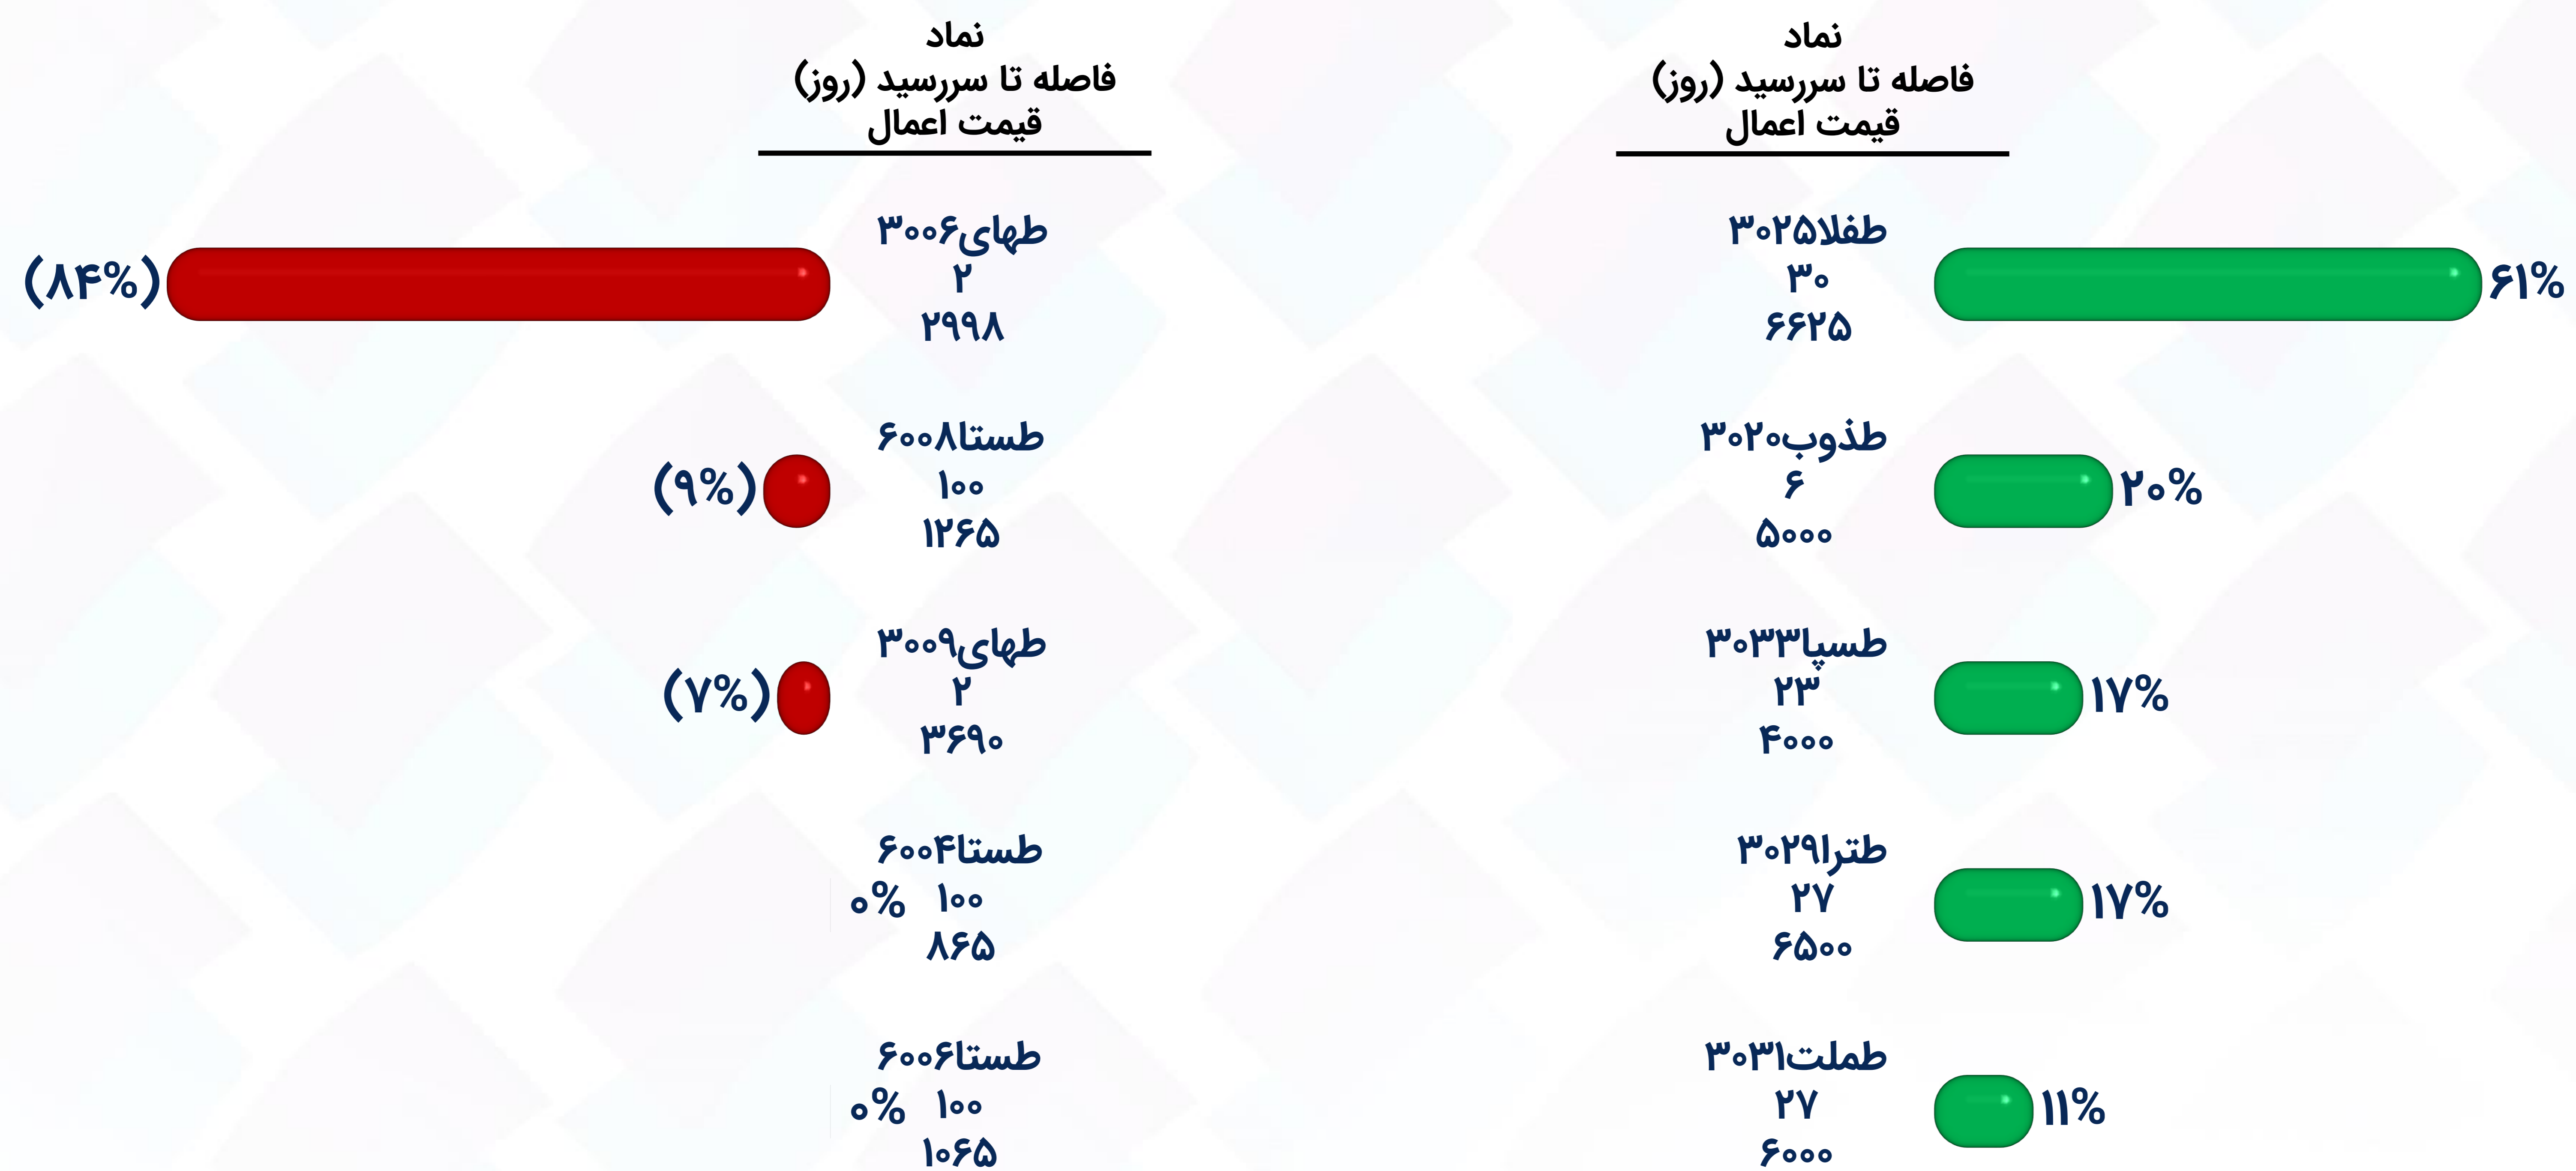 نماد
فاصله تا سررسید (روز)
قیمت اعمال
طفلا۳۰۲۵
۳۰
۶۶۲۵
۶۱%
طذوب۳۰۲۰
۶
۵۰۰۰
۲۰%
طسپا۳۰۳۳
۲۳
۴۰۰۰
۱۷%
طترا۳۰۲۹
۲۷
۶۵۰۰
۱۷%
طملت۳۰۳۱
۲۷
۶۰۰۰
۱۱%
نماد
فاصله تا سررسید (روز)
قیمت اعمال
طهای۳۰۰۶
۲
۲۹۹۸
(۸۴%)
طستا۶۰۰۸
۱۰۰
۱۲۶۵
(۹%)
طهای۳۰۰۹
۲
۳۶۹۰
(۷%)
طستا۶۰۰۴
۱۰۰
۸۶۵
۰%
طستا۶۰۰۶
۱۰۰
۱۰۶۵
۰%